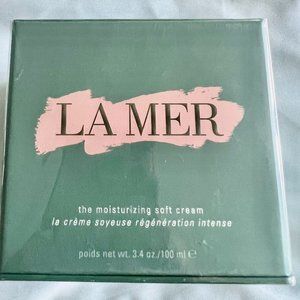 LA MER
the moisturizing soft cream
la crème soyeuse régénération intense
poids net wt. 3.4 oz./100 ml ℮